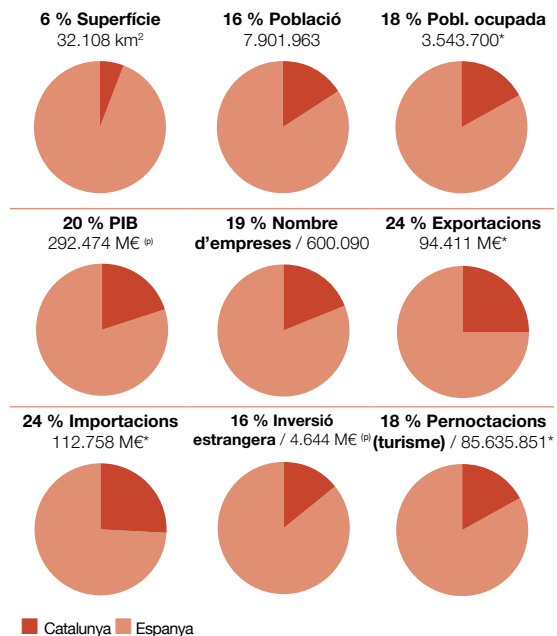 6 % Superfície
32.108 km²
16 % Població
7.901.963
18 % Pobl. ocupada
3.543.700*
20 % PIB
292.474 M€ (p)
19 % Nombre
d’empreses / 600.090
24 % Exportacions
94.411 M€*
24 % Importacions
112.758 M€*
16 % Inversió
estrangera / 4.644 M€ (p)
18 % Pernoctacions
(turisme) / 85.635.851*
Catalunya Espanya